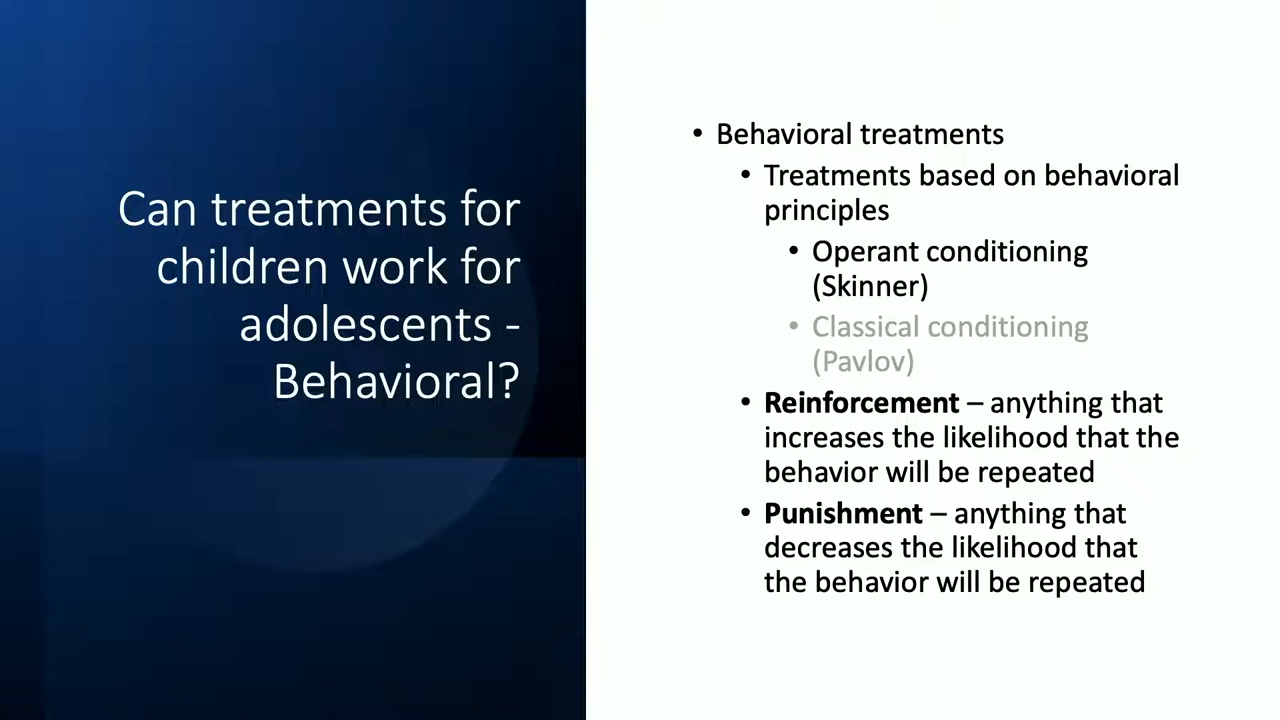 Can treatments for
children work for
adolescents -
Behavioral?
• Behavioral treatments
• Treatments based on behavioral
principles
• Operant conditioning
(Skinner)
• Classical conditioning
(Pavlov)
• Reinforcement – anything that
increases the likelihood that the
behavior will be repeated
• Punishment – anything that
decreases the likelihood that
the behavior will be repeated